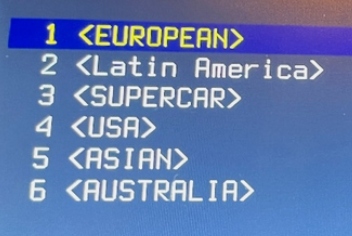 1 <EUROPEAN>
2 <Latin America>
3 <SUPERCAR>
4 <USA>
5 <ASIAN>
6 <AUSTRALIA>